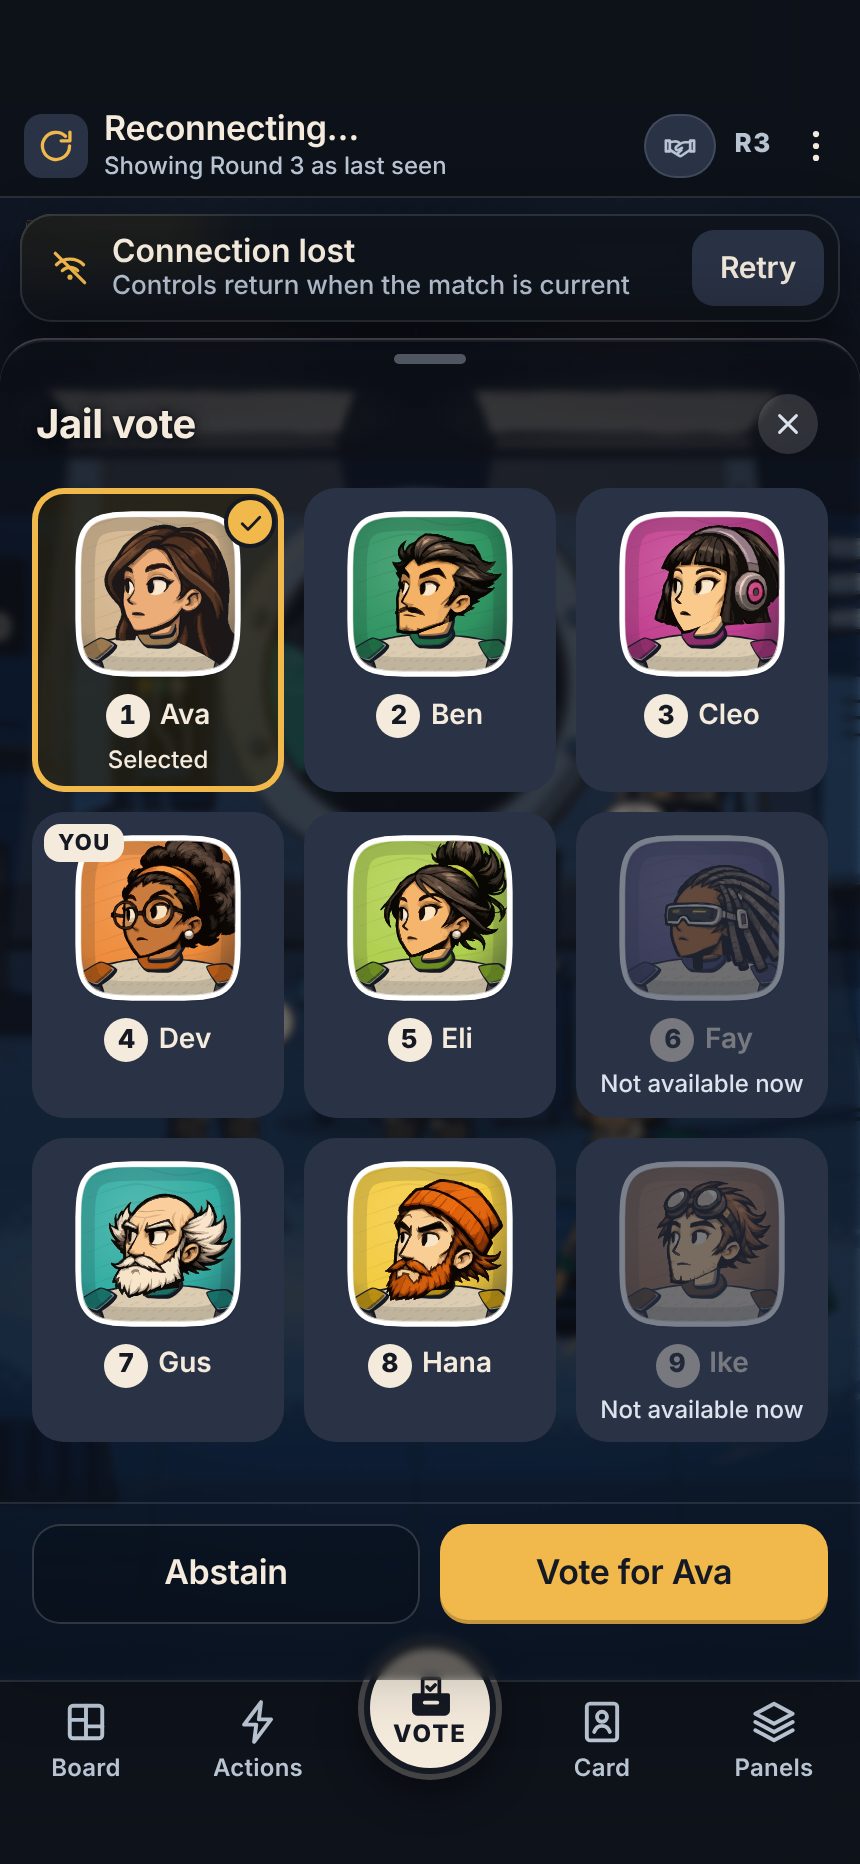 Reconnecting...
Showing Round 3 as last seen
R3
Connection lost
Controls return when the match is current
Retry
Jail vote
1 Ava
Selected
2 Ben
3 Cleo
YOU
4 Dev
5 Eli
6 Fay
Not available now
7 Gus
8 Hana
9 Ike
Not available now
Abstain
Vote for Ava
Board
Actions
VOTE
Card
Panels